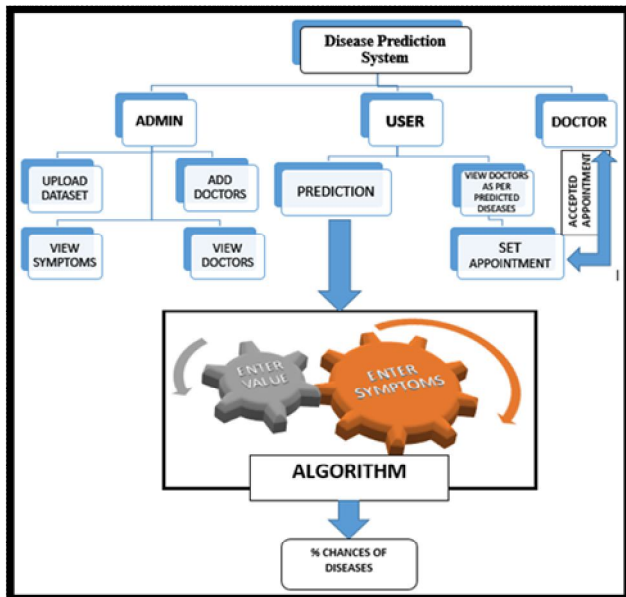 Disease Prediction
System
ADMIN
USER
DOCTOR
UPLOAD
DATASET
ADD
DOCTORS
PREDICTION
VIEW DOCTORS
AS PER
PREDICTED
DISEASES
ACCEPTED
APPOINTMENT
VIEW
SYMPTOMS
VIEW
DOCTORS
SET
APPOINTMENT
ENTER
VALUE
ENTER
SYMPTOMS
ALGORITHM
% CHANCES OF
DISEASES